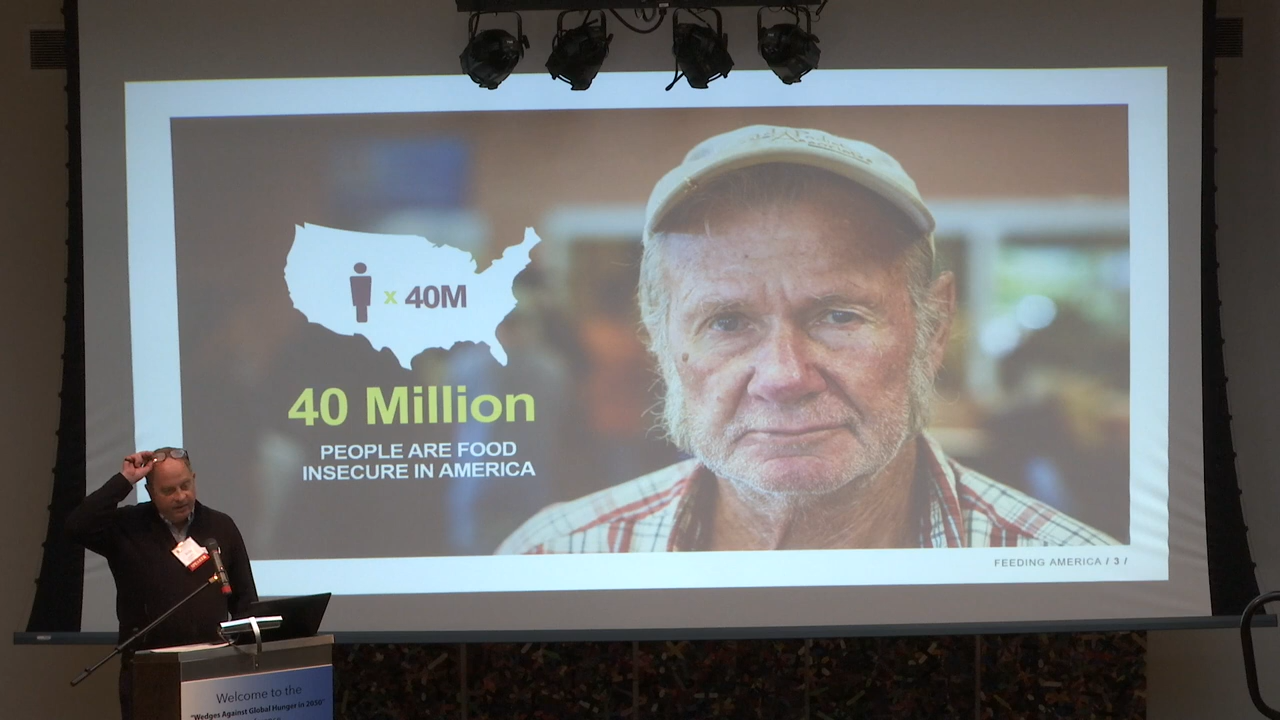 x 40M
40 Million
PEOPLE ARE FOOD
INSECURE IN AMERICA
FEEDING AMERICA / 3 /
Welcome to the
"Wedges Against Global Hunger in 2050"